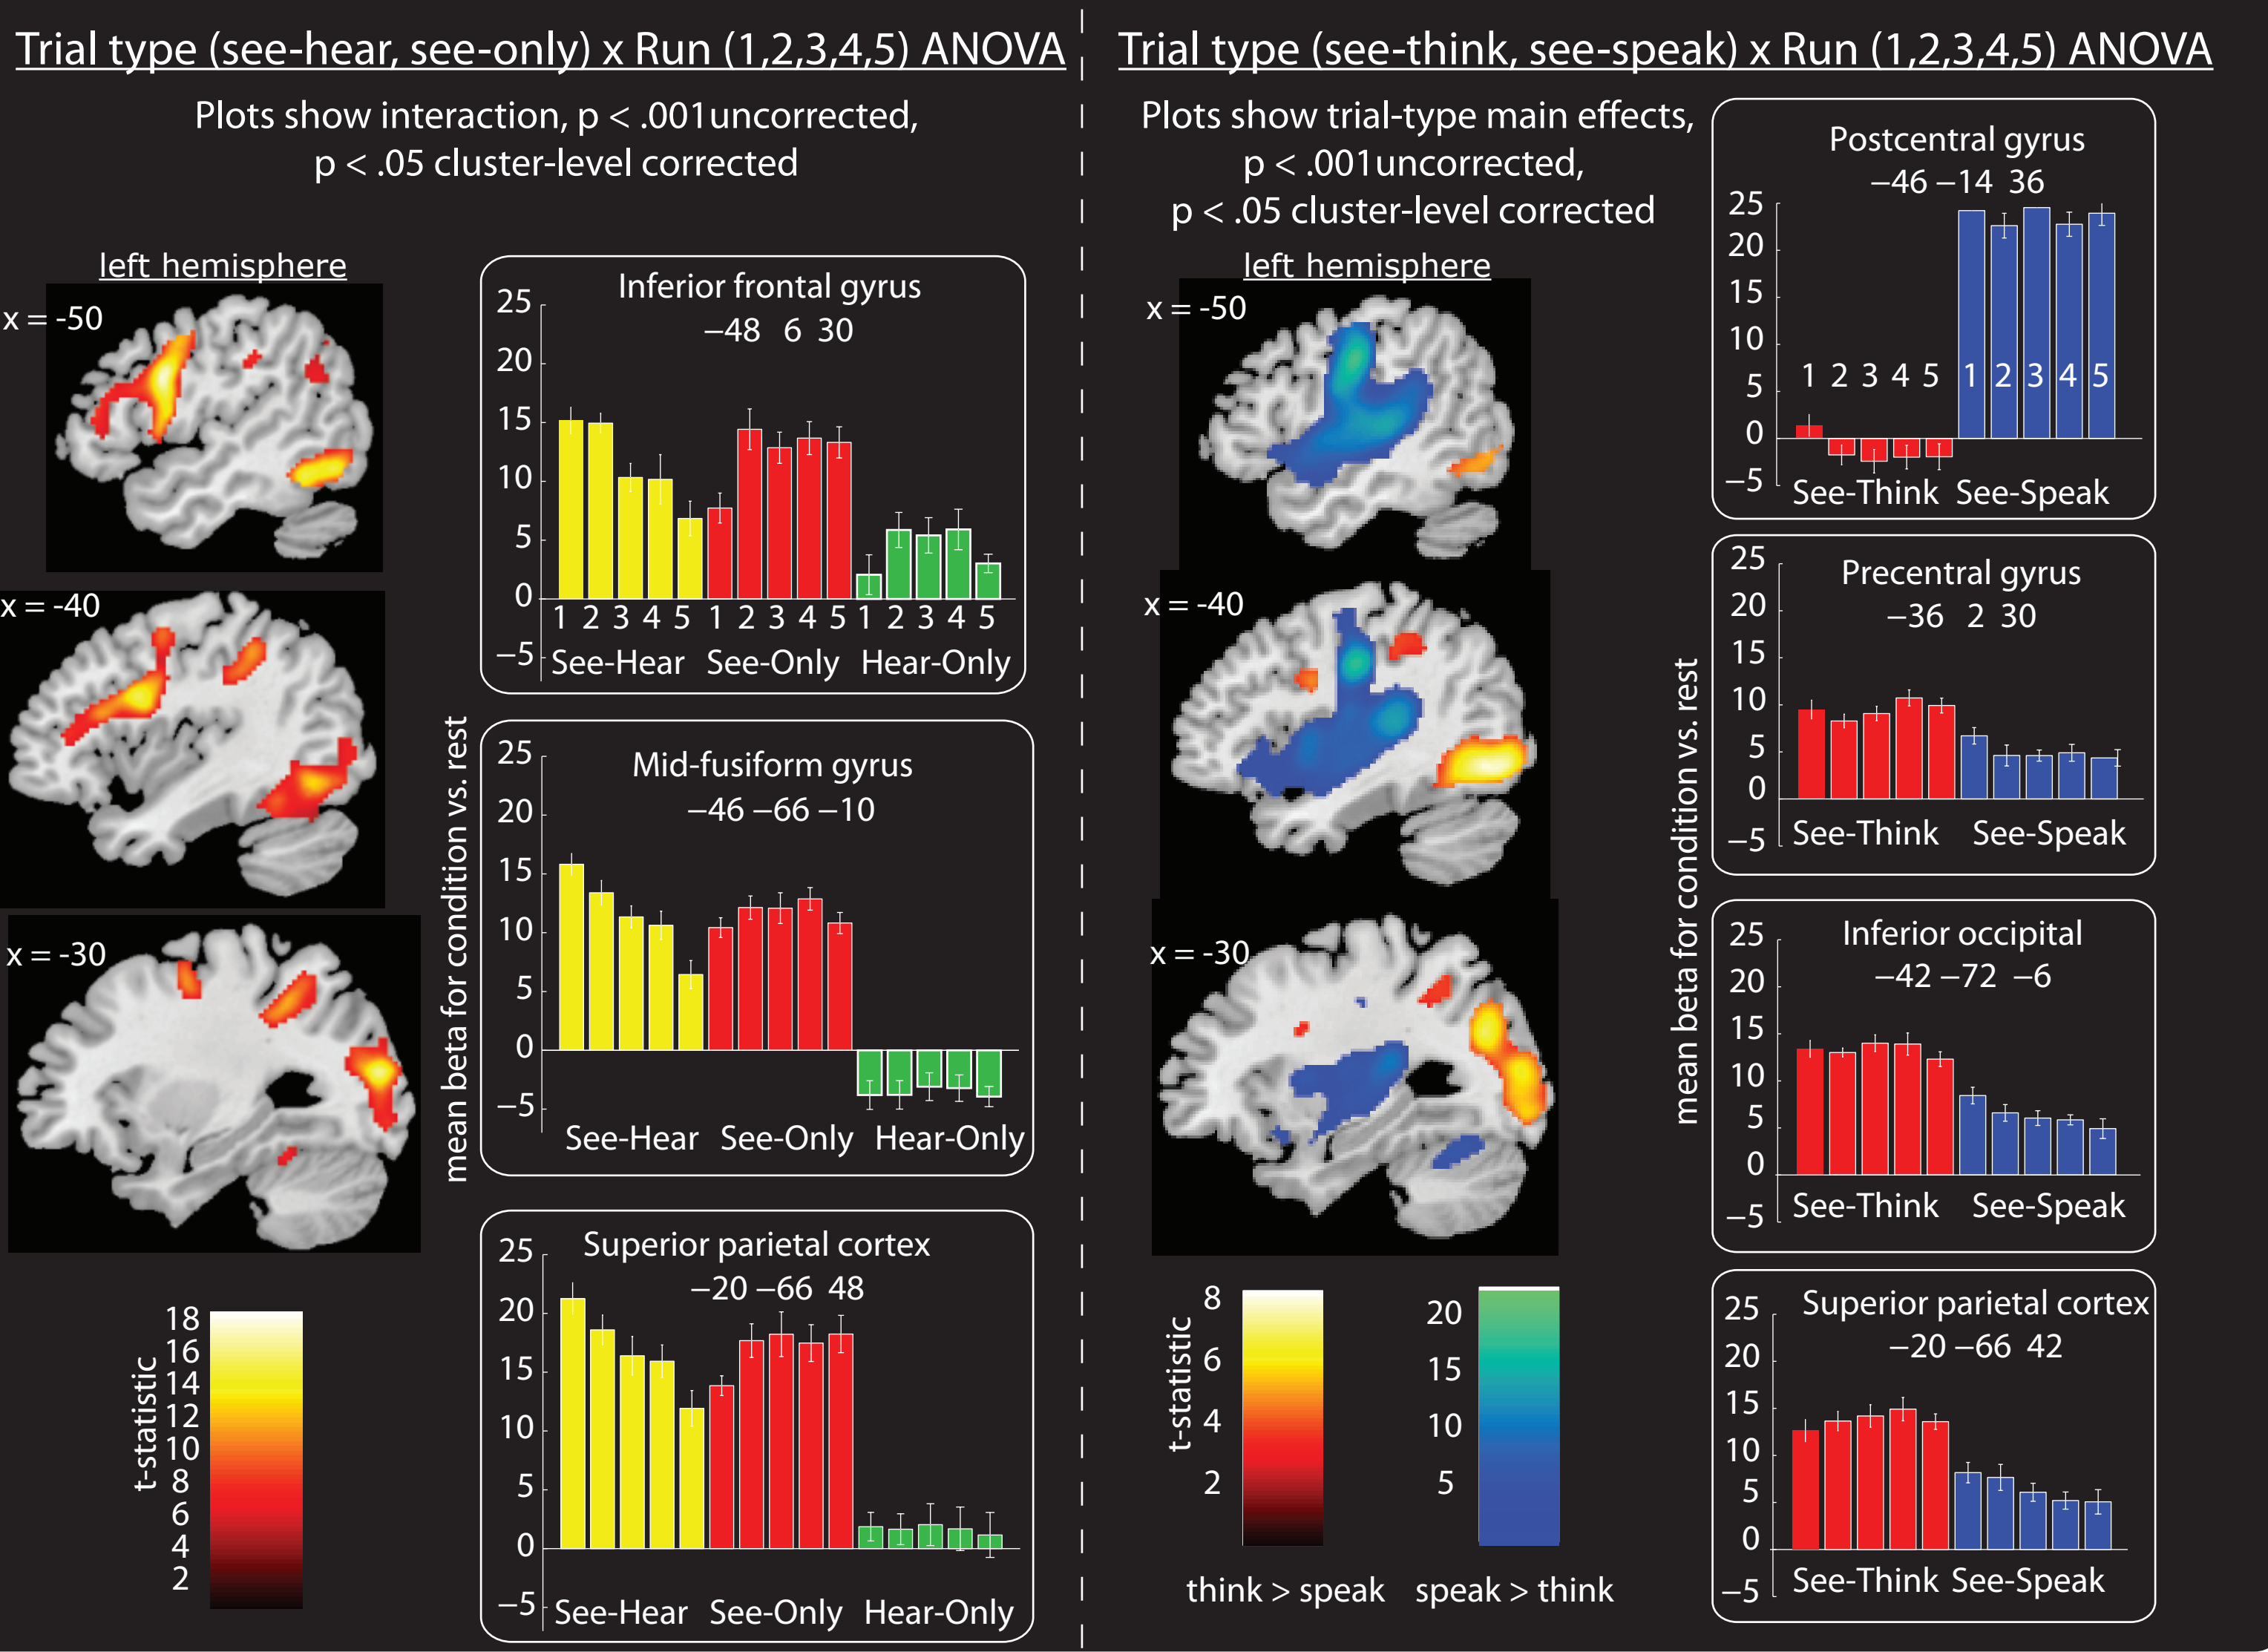 Trial type (see-hear, see-only) x Run (1,2,3,4,5) ANOVA
Plots show interaction, p < .001uncorrected,
p < .05 cluster-level corrected
left hemisphere
x = -50
x = -40
x = -30
t-statistic
18
16
14
12
10
8
6
4
2
mean beta for condition vs. rest
Inferior frontal gyrus
−48 6 30
25
20
15
10
5
0
−5
1 2 3 4 5 1 2 3 4 5 1 2 3 4 5
See-Hear See-Only Hear-Only
Mid-fusiform gyrus
−46 −66 −10
25
20
15
10
5
0
−5
See-Hear See-Only Hear-Only
Superior parietal cortex
−20 −66 48
25
20
15
10
5
0
−5
See-Hear See-Only Hear-Only
Trial type (see-think, see-speak) x Run (1,2,3,4,5) ANOVA
Plots show trial-type main effects,
p < .001uncorrected,
p < .05 cluster-level corrected
left hemisphere
x = -50
x = -40
x = -30
t-statistic
8
6
4
2
think > speak
20
15
10
5
speak > think
mean beta for condition vs. rest
Postcentral gyrus
−46 −14 36
25
20
15
10
5
0
−5
1 2 3 4 5 1 2 3 4 5
See-Think See-Speak
Precentral gyrus
−36 2 30
25
20
15
10
5
0
−5
See-Think See-Speak
Inferior occipital
−42 −72 −6
25
20
15
10
5
0
−5
See-Think See-Speak
Superior parietal cortex
−20 −66 42
25
20
15
10
5
0
−5
See-Think See-Speak